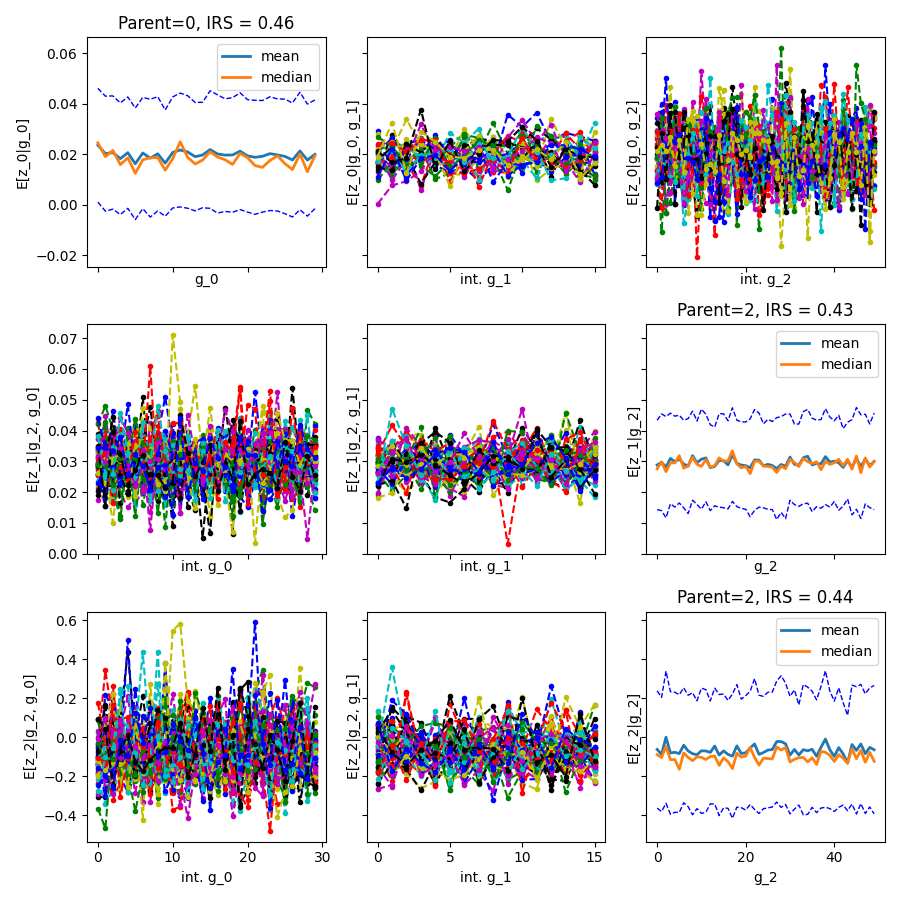 Parent=0, IRS = 0.46
mean
median
E[z_0|g_0]
0.06
0.04
0.02
0.00
−0.02
g_0
E[z_0|g_0, g_1]
int. g_1
E[z_0|g_0, g_2]
int. g_2
E[z_1|g_2, g_0]
0.07
0.06
0.05
0.04
0.03
0.02
0.01
0.00
int. g_0
E[z_1|g_2, g_1]
int. g_1
Parent=2, IRS = 0.43
mean
median
E[z_1|g_2]
g_2
E[z_2|g_2, g_0]
0.6
0.4
0.2
0.0
−0.2
−0.4
0 10 20 30
int. g_0
E[z_2|g_2, g_1]
0 5 10 15
int. g_1
Parent=2, IRS = 0.44
mean
median
E[z_2|g_2]
0 20 40
g_2